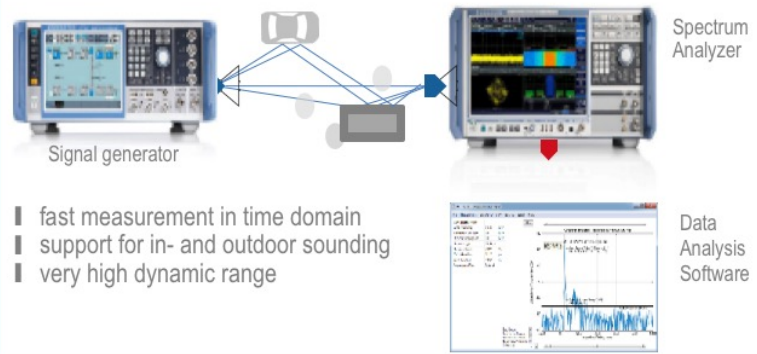 Spectrum
Analyzer
Signal generator
fast measurement in time domain
support for in- and outdoor sounding
very high dynamic range
Data
Analysis
Software